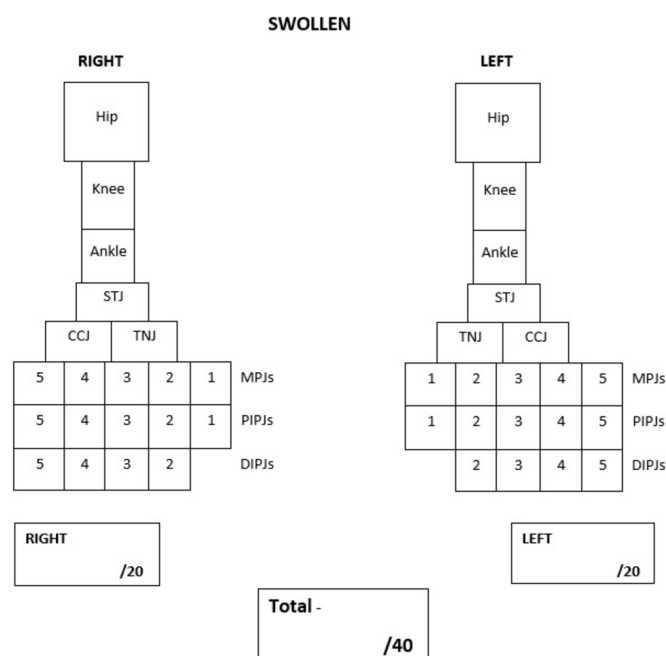 SWOLLEN
RIGHT
Hip
Knee
Ankle
STJ
CCJ TNJ
5 4 3 2 1 MPJs
5 4 3 2 1 PIPJs
5 4 3 2 DIPJs
RIGHT
/20
LEFT
Hip
Knee
Ankle
STJ
TNJ CCJ
1 2 3 4 5 MPJs
1 2 3 4 5 PIPJs
2 3 4 5 DIPJs
LEFT
/20
Total -
/40